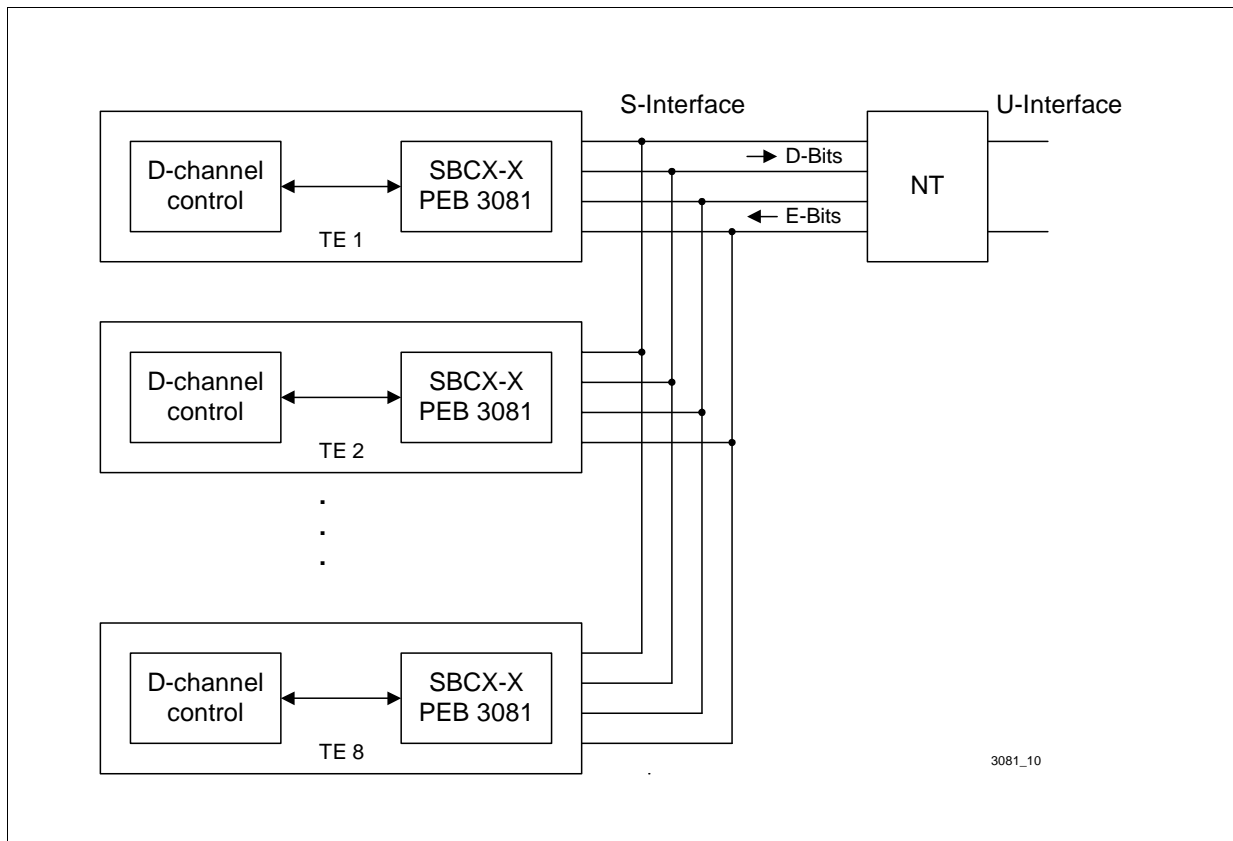 S-Interface
U-Interface
D-channel
control
SBCX-X
PEB 3081
TE 1
D-Bits
E-Bits
NT
D-channel
control
SBCX-X
PEB 3081
TE 2
.
.
.
D-channel
control
SBCX-X
PEB 3081
TE 8
3081_10